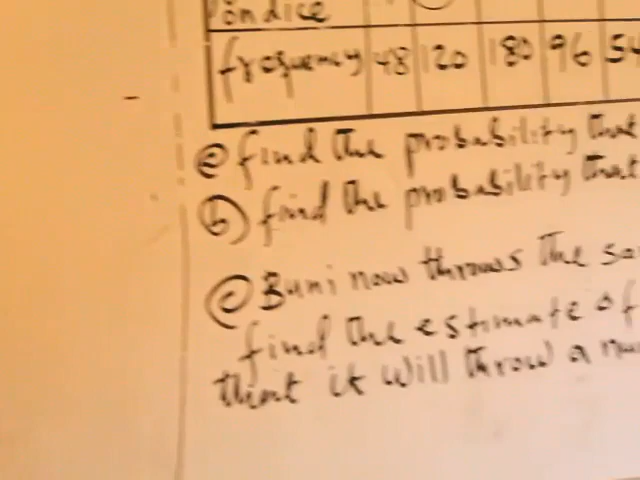 on dice
frequency 48 120 180 96 54
(a) find the probability that
(b) find the probability that
(c) Buni now throws the sa
find the estimate of
that it will throw a nu